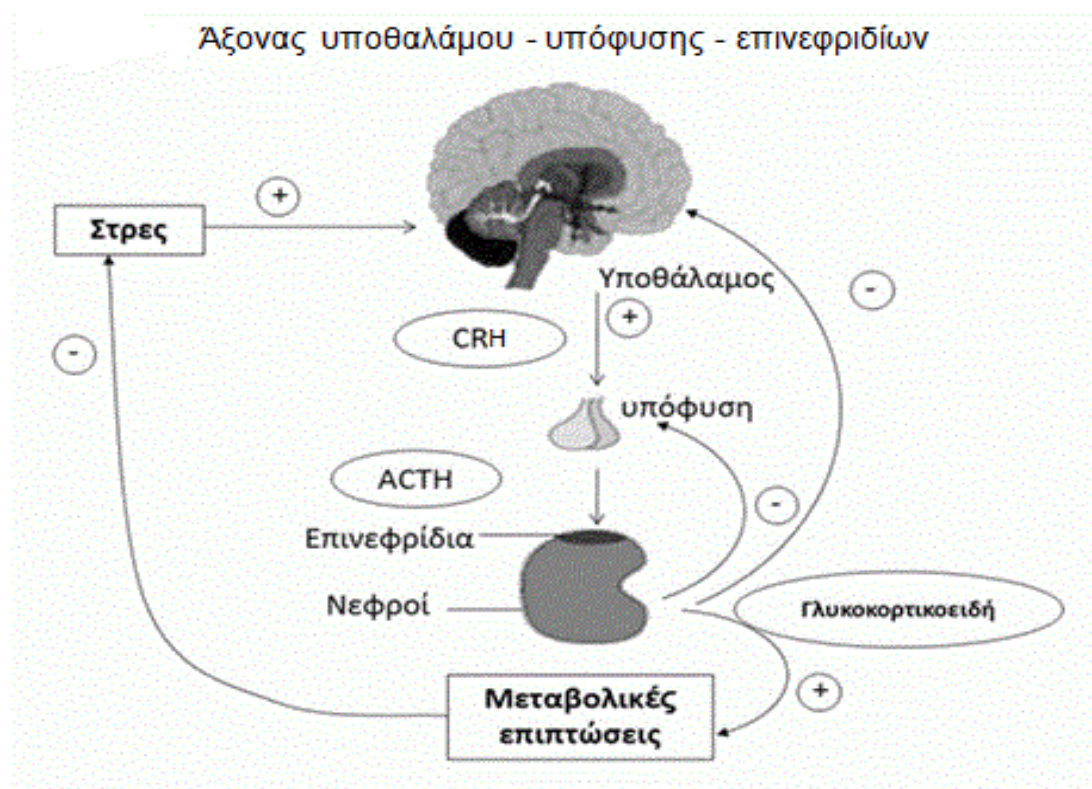 Άξονας υποθαλάμου - υπόφυσης - επινεφριδίων
+
Στρες
Υποθάλαμος
-
+
CRH
-
υπόφυση
ACTH
-
Επινεφρίδια
Νεφροί
Γλυκοκορτικοειδή
+
Μεταβολικές
επιπτώσεις